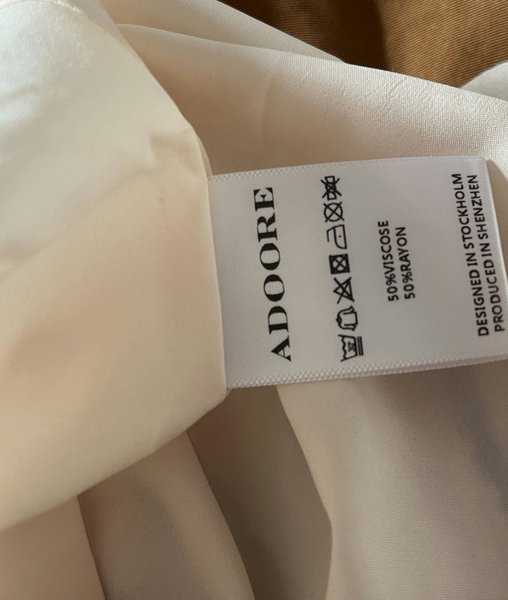 ADOORE
50%VISCOSE
50%RAYON
DESIGNED IN STOCKHOLM
PRODUCED IN SHENZHEN